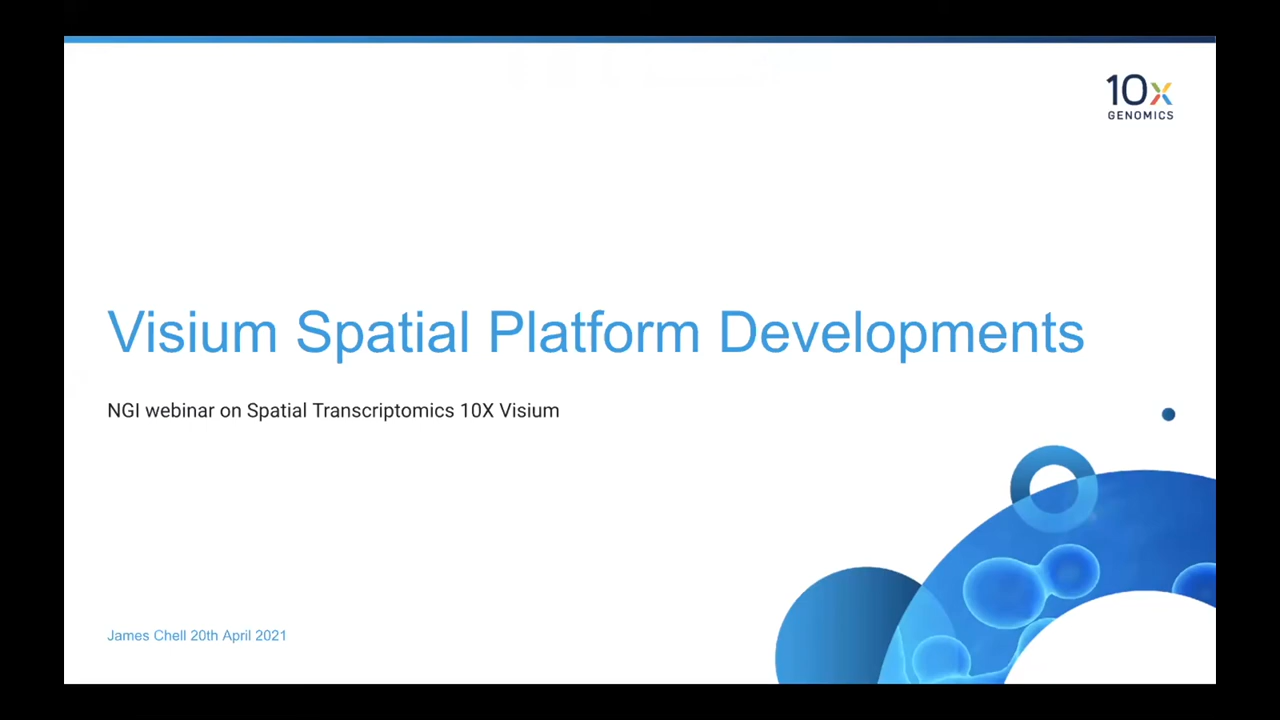 10x
GENOMICS
Visium Spatial Platform Developments
NGI webinar on Spatial Transcriptomics 10X Visium
James Chell 20th April 2021